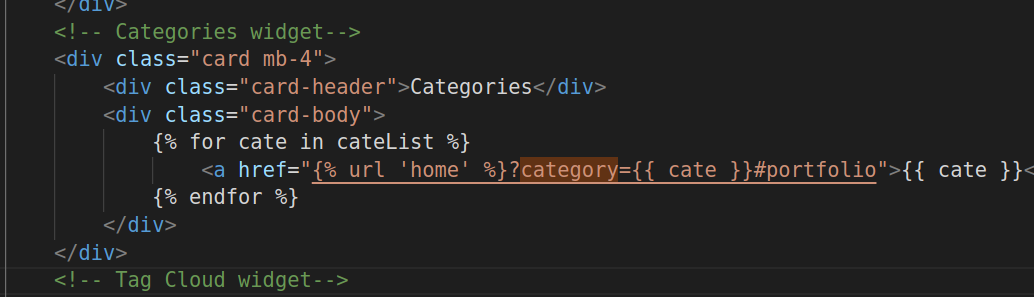 </div>
<!-- Categories widget-->
<div class="card mb-4">
<div class="card-header">Categories</div>
<div class="card-body">
{% for cate in cateList %}
<a href="{% url 'home' %}?category={{ cate }}#portfolio">{{ cate }}<
{% endfor %}
</div>
</div>
<!-- Tag Cloud widget-->